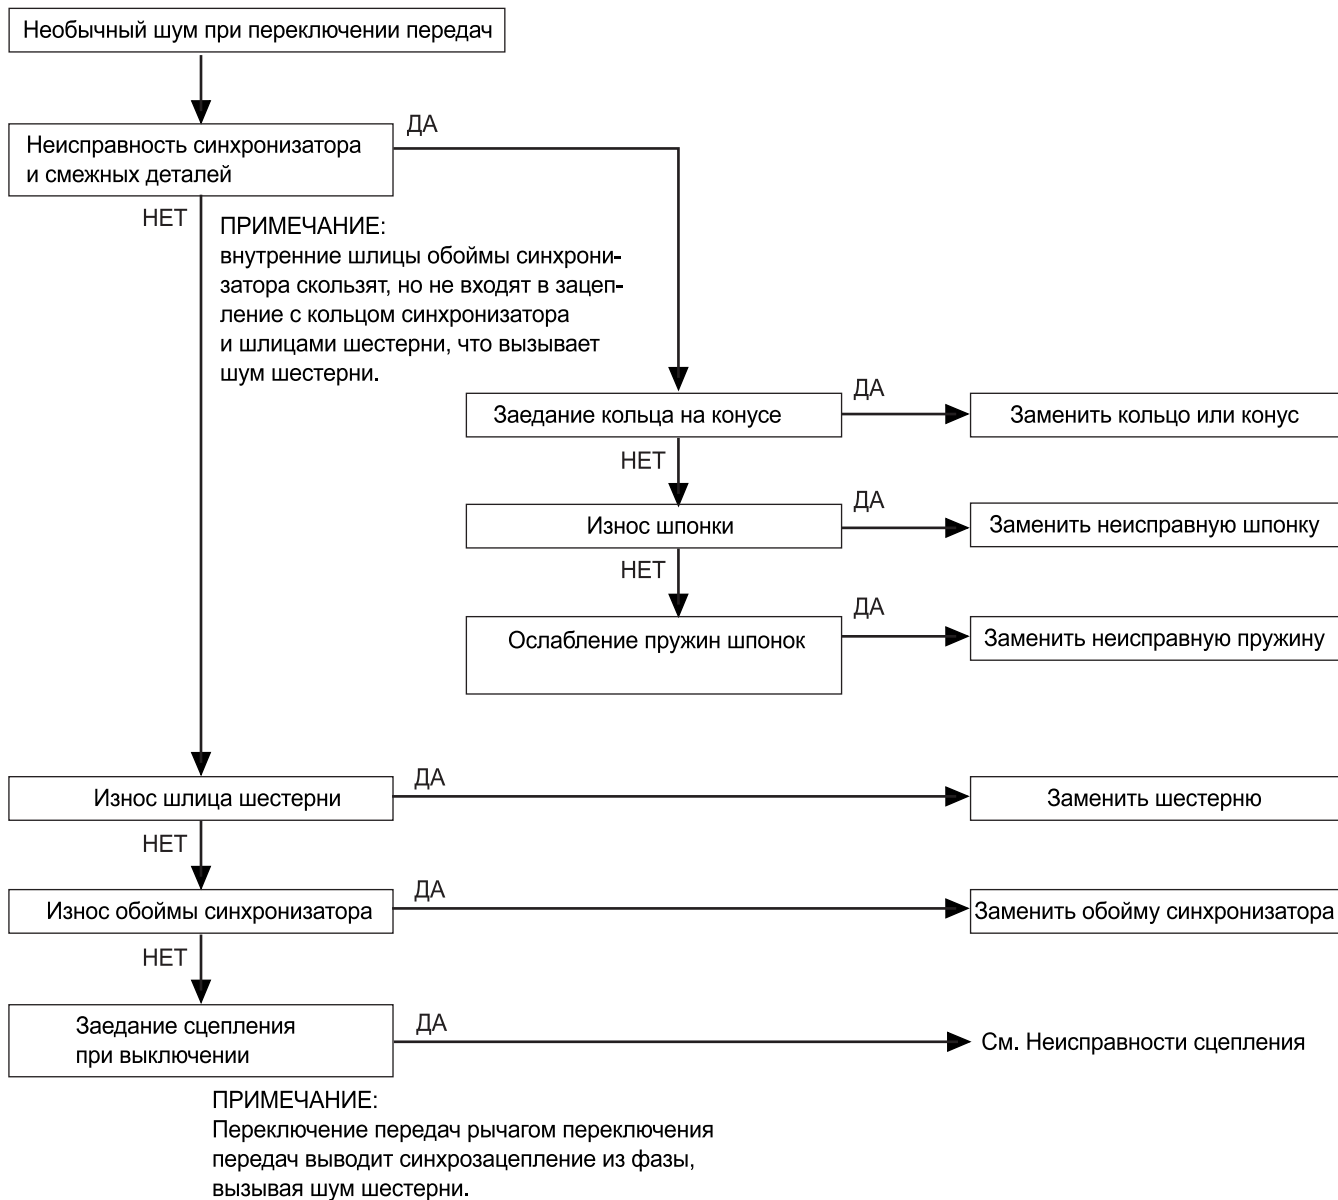 Необычный шум при переключении передач
Неисправность синхронизатора
и смежных деталей
ДА
НЕТ
ПРИМЕЧАНИЕ:
внутренние шлицы обоймы синхрони-
затора скользят, но не входят в зацеп-
ление с кольцом синхронизатора
и шлицами шестерни, что вызывает
шум шестерни.
Заедание кольца на конусе
ДА
Заменить кольцо или конус
НЕТ
Износ шпонки
ДА
Заменить неисправную шпонку
НЕТ
Ослабление пружин шпонок
ДА
Заменить неисправную пружину
Износ шлица шестерни
ДА
Заменить шестерню
НЕТ
Износ обоймы синхронизатора
ДА
Заменить обойму синхронизатора
НЕТ
Заедание сцепления
при выключении
ДА
См. Неисправности сцепления
ПРИМЕЧАНИЕ:
Переключение передач рычагом переключения
передач выводит синхрозацепление из фазы,
вызывая шум шестерни.